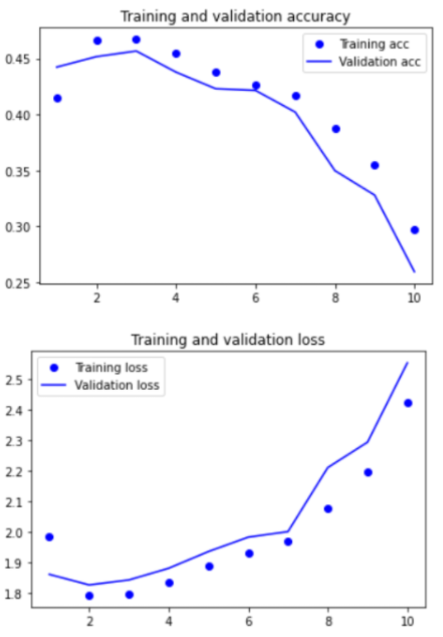 Training and validation accuracy
Training acc
Validation acc
0.45
0.40
0.35
0.30
0.25
2 4 6 8 10
Training and validation loss
Training loss
Validation loss
2.5
2.4
2.3
2.2
2.1
2.0
1.9
1.8
2 4 6 8 10